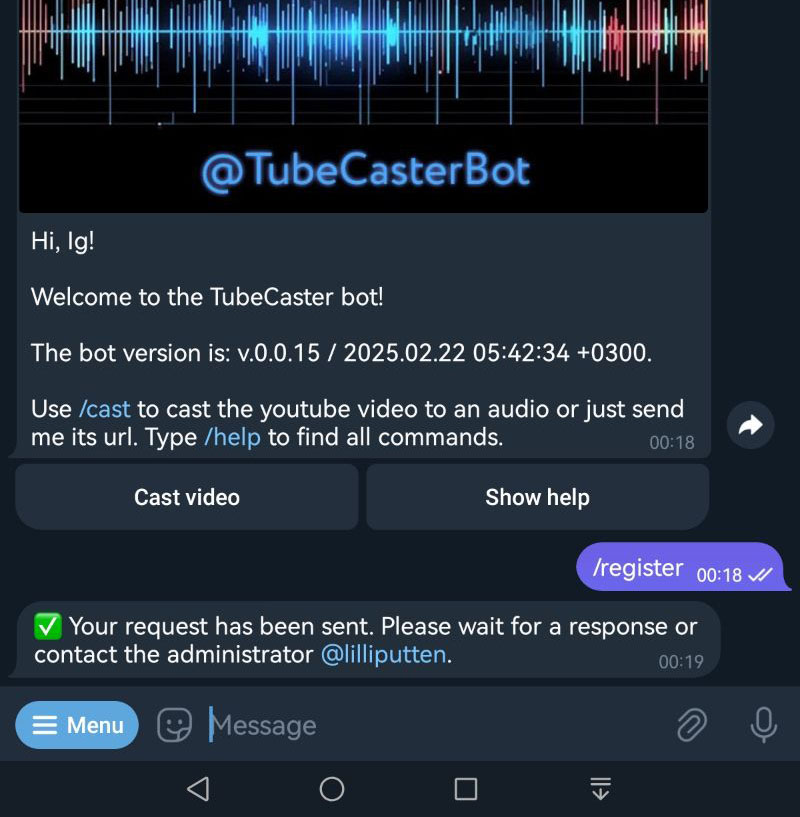 @TubeCasterBot
Hi, Ig!
Welcome to the TubeCaster bot!
The bot version is: v.0.0.15 / 2025.02.22 05:42:34 +0300.
Use /cast to cast the youtube video to an audio or just send
me its url. Type /help to find all commands.
00:18
Cast video
Show help
/register 00:18
✅ Your request has been sent. Please wait for a response or
contact the administrator @lilliputten.
00:19
Menu
Message